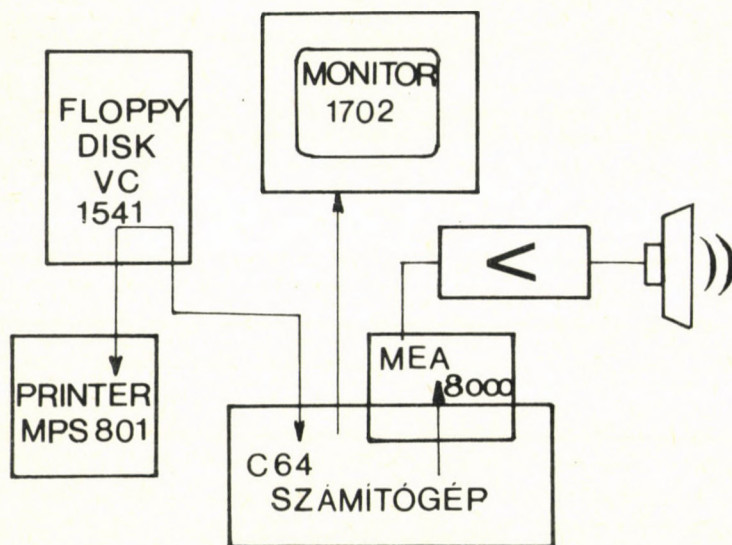 FLOPPY
DISK
VC
1541
MONITOR
1702
<
MEA
8000
PRINTER
MPS 801
C64
SZÁMÍTÓGÉP